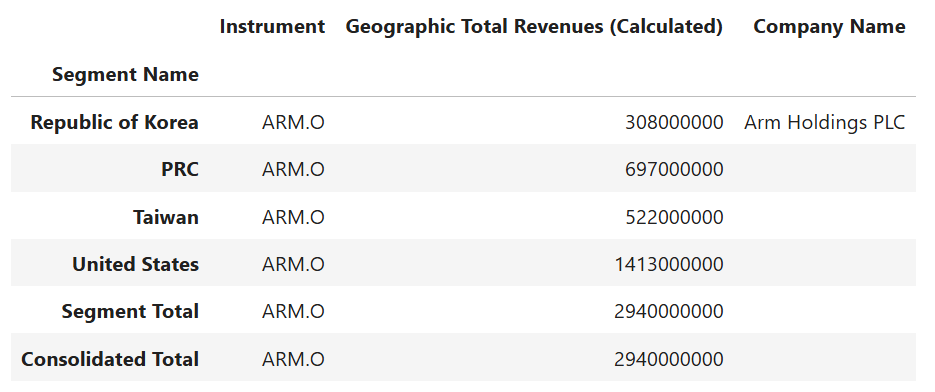 Instrument Geographic Total Revenues (Calculated) Company Name
Segment Name
Republic of Korea ARM.O 308000000 Arm Holdings PLC
PRC ARM.O 697000000
Taiwan ARM.O 522000000
United States ARM.O 1413000000
Segment Total ARM.O 2940000000
Consolidated Total ARM.O 2940000000